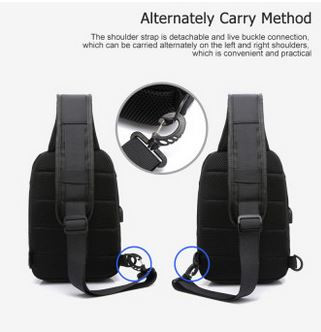 Alternately Carry Method
The shoulder strap is detachable and live buckle connection,
which can be carried alternately on the left and right shoulders,
which is convenient and practical